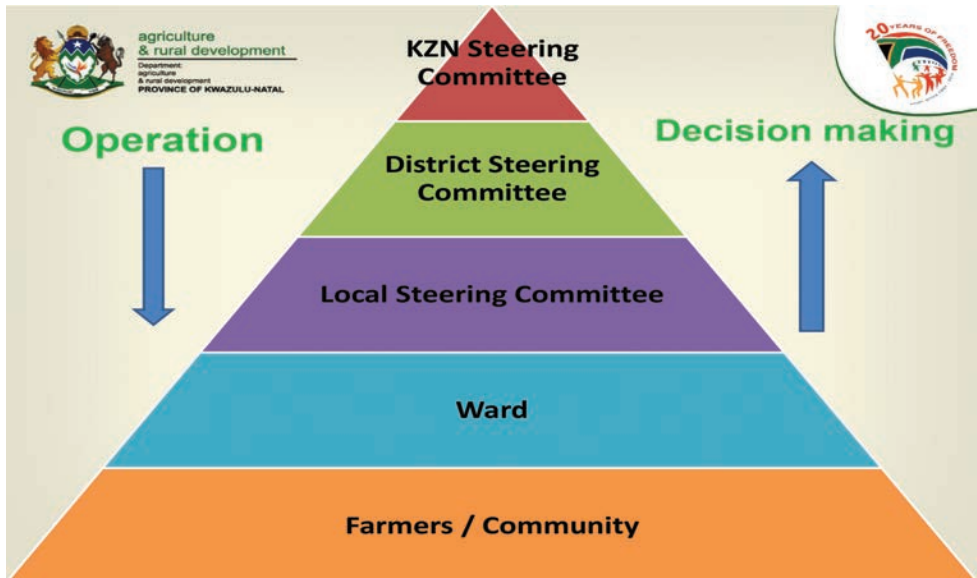 agriculture
& rural development
Department:
agriculture
& rural development
PROVINCE OF KWAZULU-NATAL
20 YEARS OF FREEDOM
Operation
Decision making
KZN Steering
Committee
District Steering
Committee
Local Steering Committee
Ward
Farmers / Community